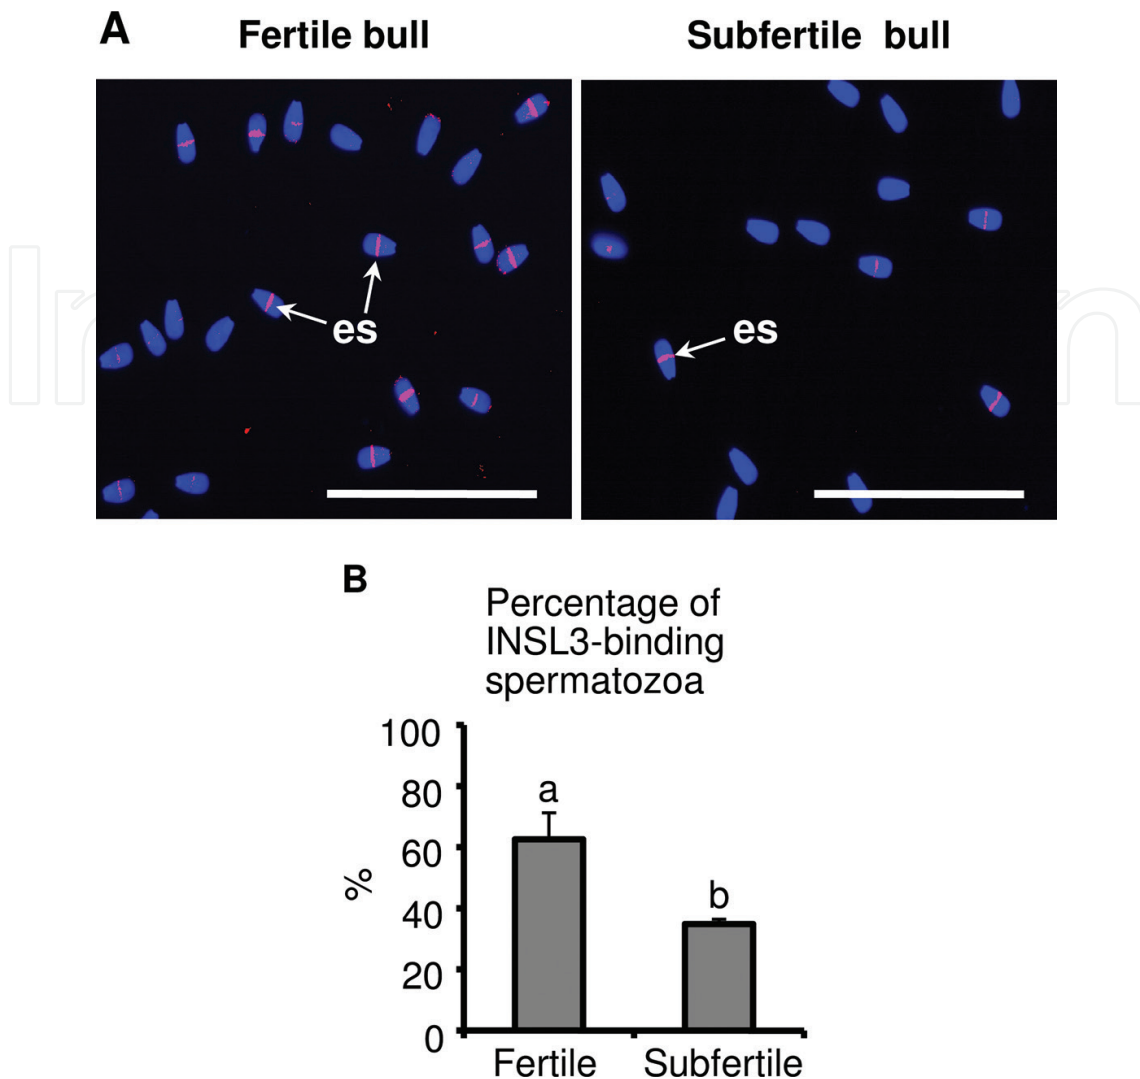 A
Fertile bull
Subfertile bull
es
es
B
Percentage of
INSL3-binding
spermatozoa
100
80
60
40
20
0
%
a
b
Fertile
Subfertile